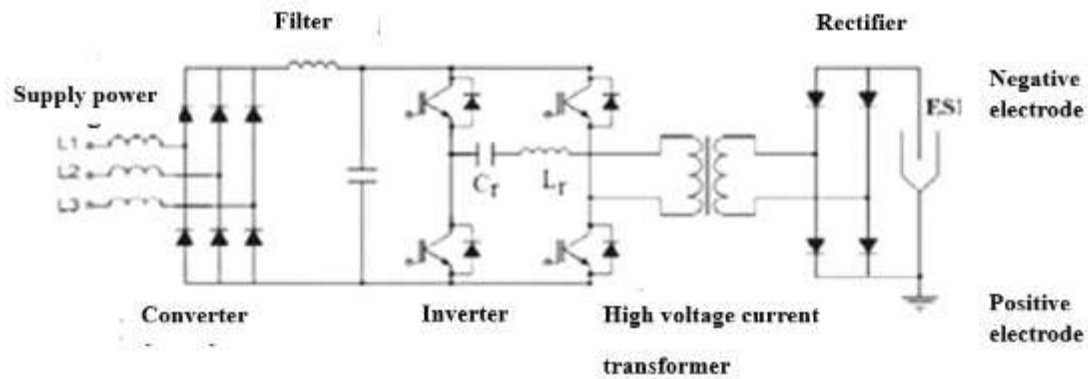 Filter
Rectifier
Supply power
Negative
electrode
L1
L2
L3
Cr
Lr
Converter
Inverter
High voltage current
transformer
Positive
electrode